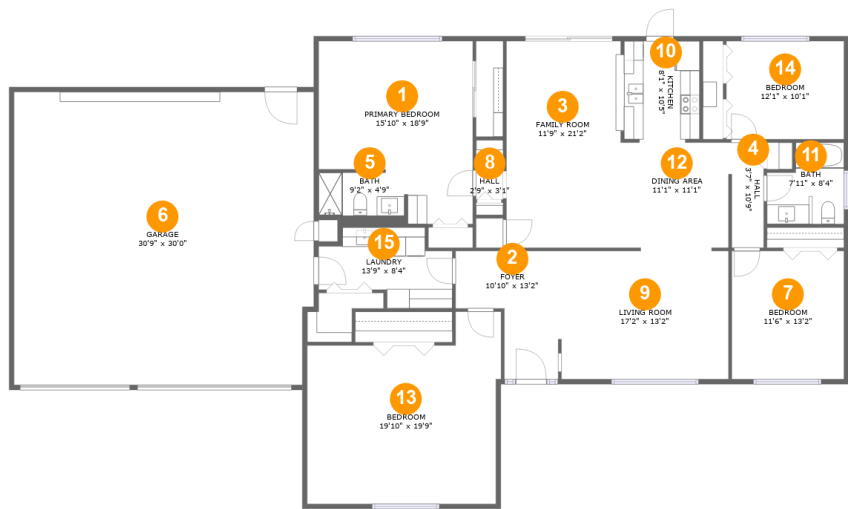 1
PRIMARY BEDROOM
15'10" x 18'9"
10
KITCHEN
8'1" x 10'5"
14
BEDROOM
12'1" x 10'1"
3
FAMILY ROOM
11'9" x 21'2"
5
BATH
9'2" x 4'9"
8
HALL
2'9" x 3'1"
12
DINING AREA
11'1" x 11'1"
4
HALL
3'7" x 10'9"
11
BATH
7'11" x 8'4"
6
GARAGE
30'9" x 30'0"
15
LAUNDRY
13'9" x 8'4"
2
FOYER
10'10" x 13'2"
9
LIVING ROOM
17'2" x 13'2"
7
BEDROOM
11'6" x 13'2"
13
BEDROOM
19'10" x 19'9"